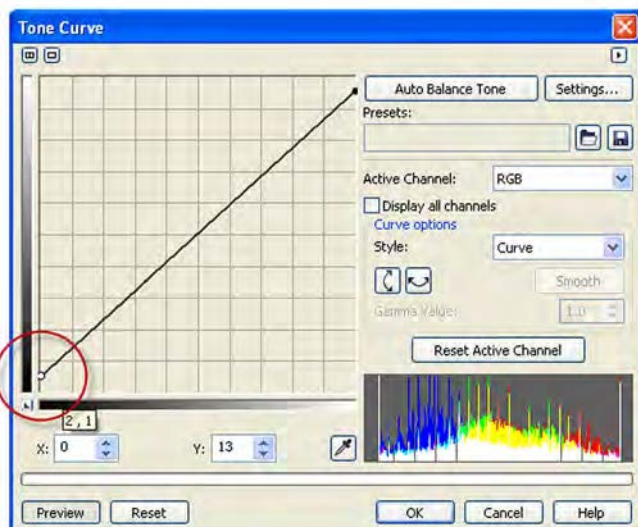 Tone Curve
Auto Balance Tone
Settings...
Presets:
Active Channel:
RGB
Display all channels
Curve options
Style:
Curve
Smooth
Gamma Value:
1.0
Reset Active Channel
2 , 1
X: 0
Y: 13
Preview
Reset
OK
Cancel
Help